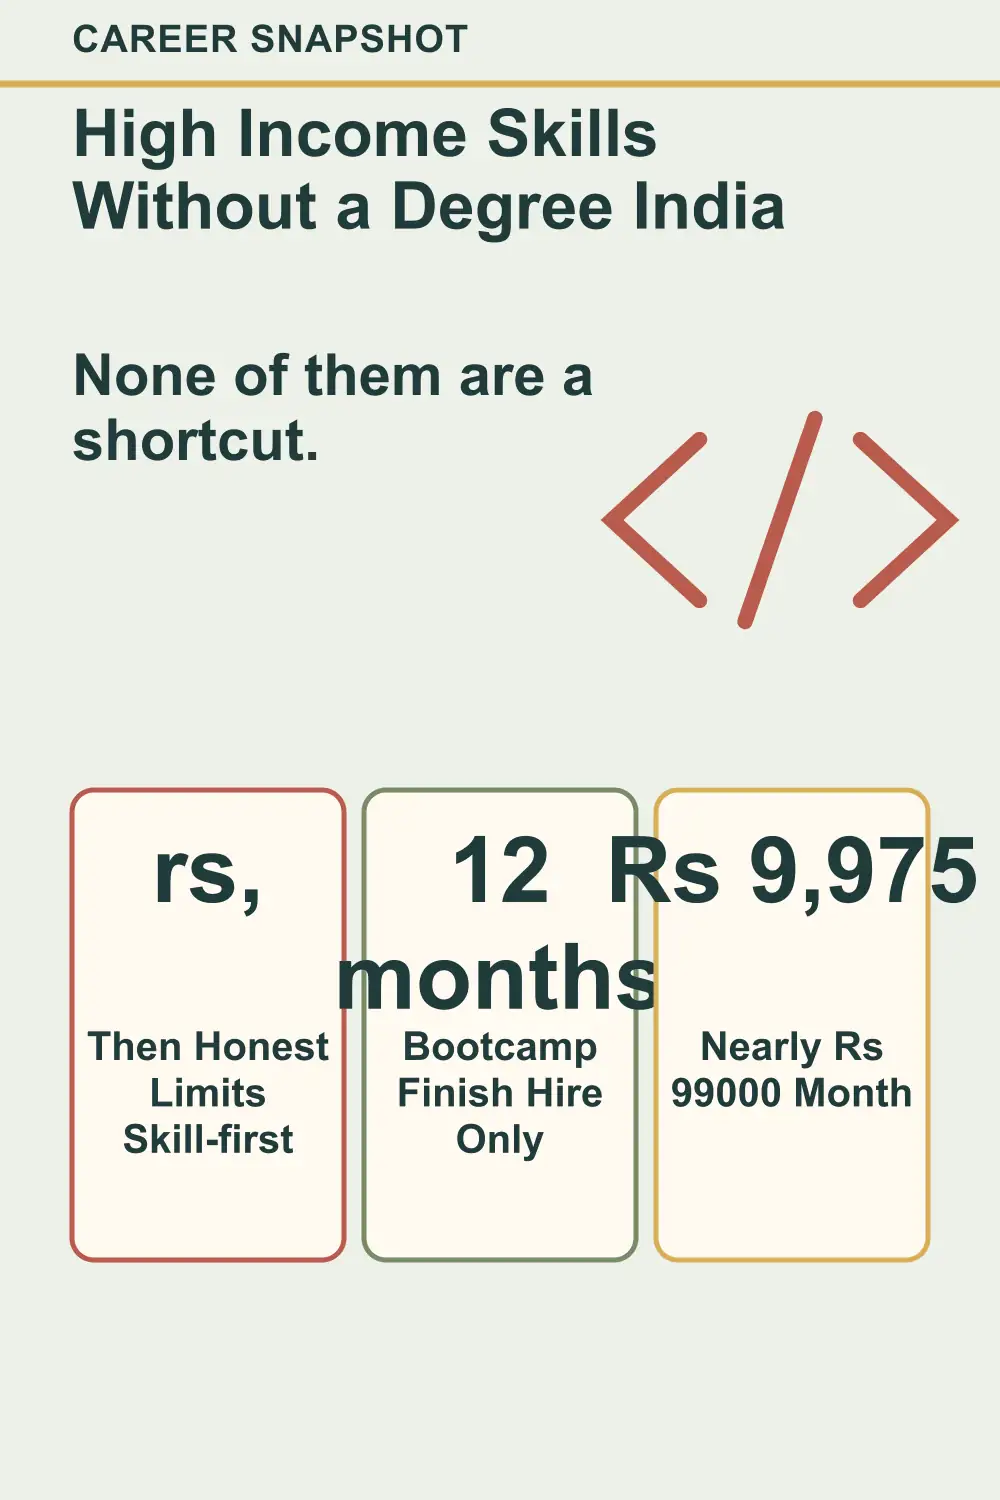 CAREER SNAPSHOT
High Income Skills
Without a Degree India
None of them are a
shortcut.
rs,
Then Honest
Limits
Skill-first
12
months
Bootcamp
Finish Hire
Only
Rs 9,975
Nearly Rs
99000 Month